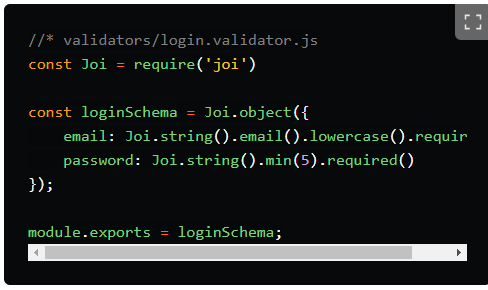 //* validators/login.validator.js
const Joi = require('joi')
const loginSchema = Joi.object({
email: Joi.string().email().lowercase().requir
password: Joi.string().min(5).required()
});
module.exports = loginSchema;